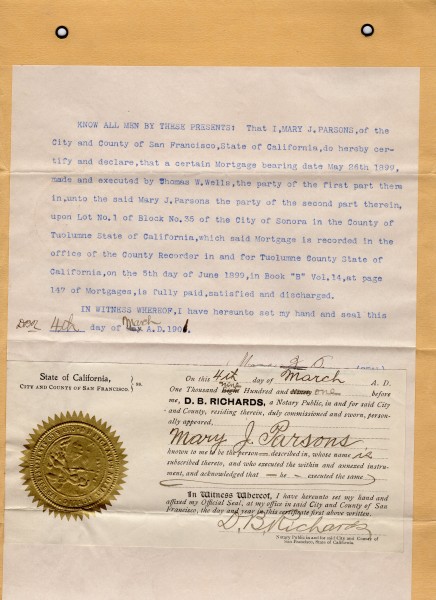 KNOW ALL MEN BY THESE PRESENTS: That I,MARY J.PARSONS,of the
City and County of San Francisco,State of California,do hereby cer-
tify and declare,that a certain Mortgage bearing date May 26th 1899,
made and executed by Thomas W.Wells, the party of the first part there
in,unto the said Mary J.Parsons the party of the second part therein,
upon Lot No.1 of Block No.35 of the City of Sonora in the County of
Tuolumne State of California,which said Mortgage is recorded in the
office of the County Recorder in and for Tuolumne County State of
California,on the 5th day of June 1899,in Book "B" Vol.14,at page
147 of Mortgages,is fully paid,satisfied and discharged.
IN WITNESS WHEREOF,I have hereunto set my hand and seal this
4th day of March A.D.1901.
State of California,
CITY AND COUNTY OF SAN FRANCISCO. } ss.
On this 4th day of March A. D.
One Thousand nine Hundred and one before
me, D. B. RICHARDS, a Notary Public, in and for said City
and County, residing therein, duly commissioned and sworn, person-
ally appeared,
Mary J. Parsons
known to me to be the person described in, whose name is
subscribed thereto, and who executed the within and annexed instru-
ment, and acknowledged that he executed the same
In Witness Whereof, I have hereunto set my hand and
affixed my Official Seal, at my office in said City and County of San
Francisco, the day and year in this certificate first above written.
D. B. Richards
Notary Public in and for said City and County of
San Francisco, State of California.